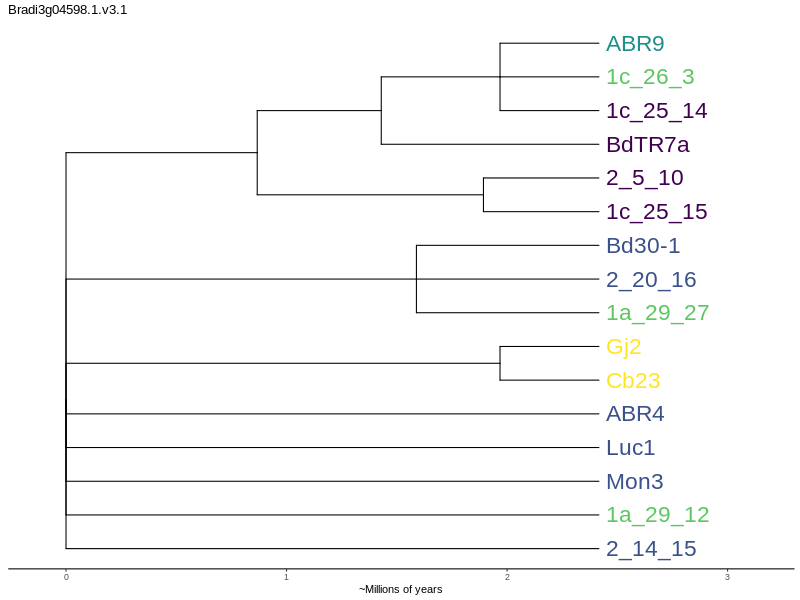 Bradi3g04598.1.v3.1
ABR9
1c_26_3
1c_25_14
BdTR7a
2_5_10
1c_25_15
Bd30-1
2_20_16
1a_29_27
Gj2
Cb23
ABR4
Luc1
Mon3
1a_29_12
2_14_15
0 1 2 3
~Millions of years